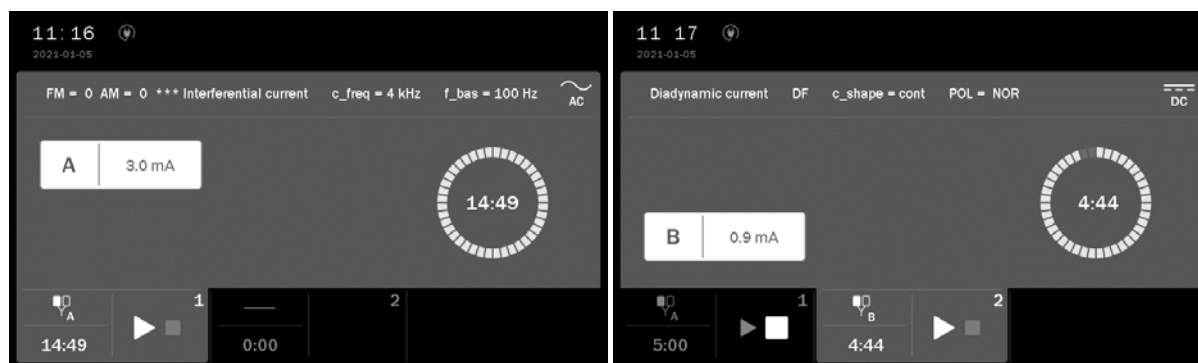 11:16
2021-01-05
FM = 0 AM = 0 *** Interferential current c_freq = 4 kHz f_bas = 100 Hz AC
A 3.0 mA
14:49
1 2
A
14:49 0:00
11 17
2021-01-05
Diadynamic current DF c_shape = cont POL = NOR DC
4:44
B 0.9 mA
1 2
A B
5:00 4:44